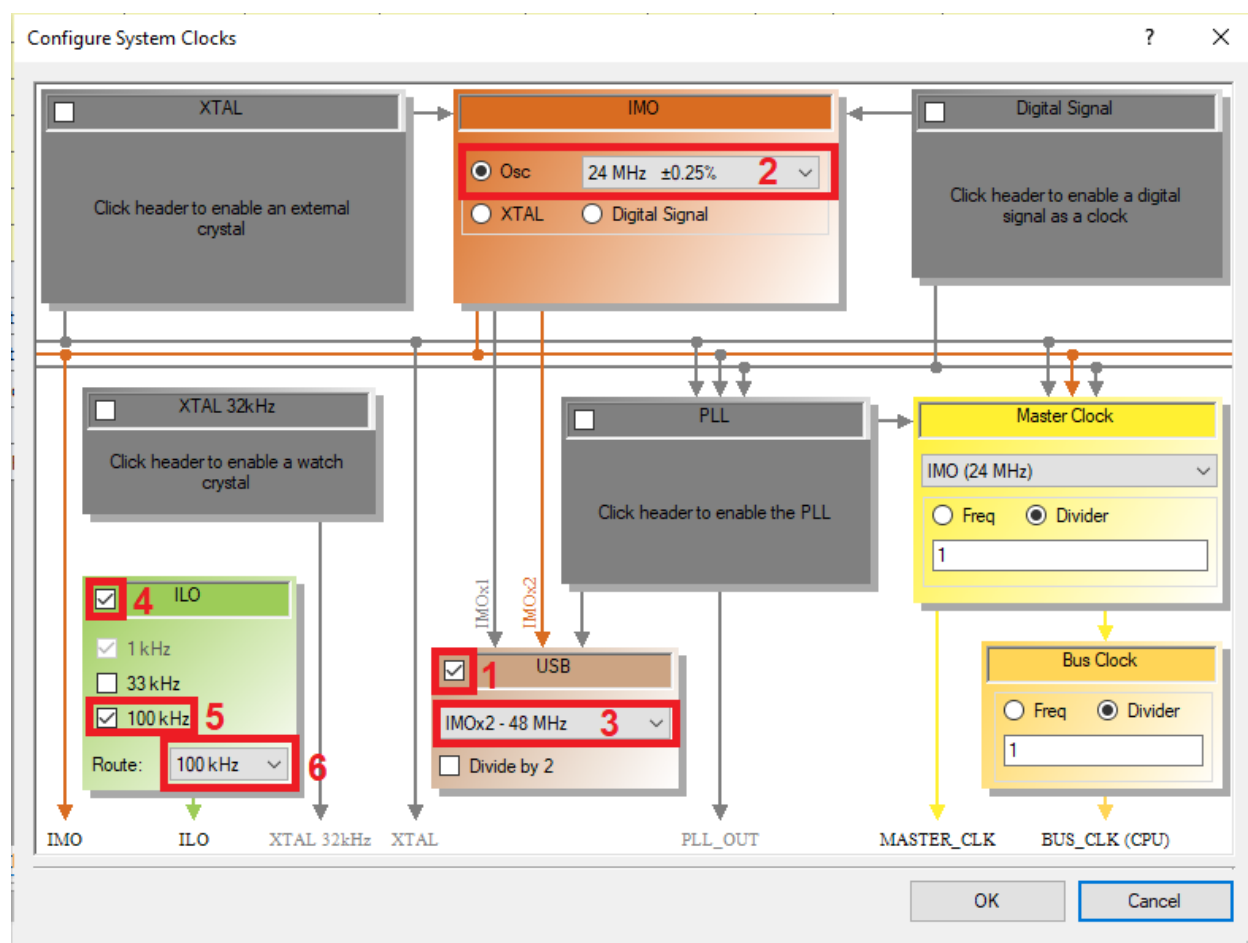 Configure System Clocks
?
XTAL
Click header to enable an external
crystal
IMO
Osc
24 MHz ±0.25%
2
XTAL
Digital Signal
Digital Signal
Click header to enable a digital
signal as a clock
XTAL 32kHz
Click header to enable a watch
crystal
PLL
Click header to enable the PLL
Master Clock
IMO (24 MHz)
Freq
Divider
1
ILO
4
1 kHz
33 kHz
100 kHz
5
Route:
100 kHz
6
IMOx1
IMOx2
USB
1
IMOx2 - 48 MHz
3
Divide by 2
Bus Clock
Freq
Divider
1
IMO
ILO
XTAL 32kHz
XTAL
PLL_OUT
MASTER_CLK
BUS_CLK (CPU)
OK
Cancel